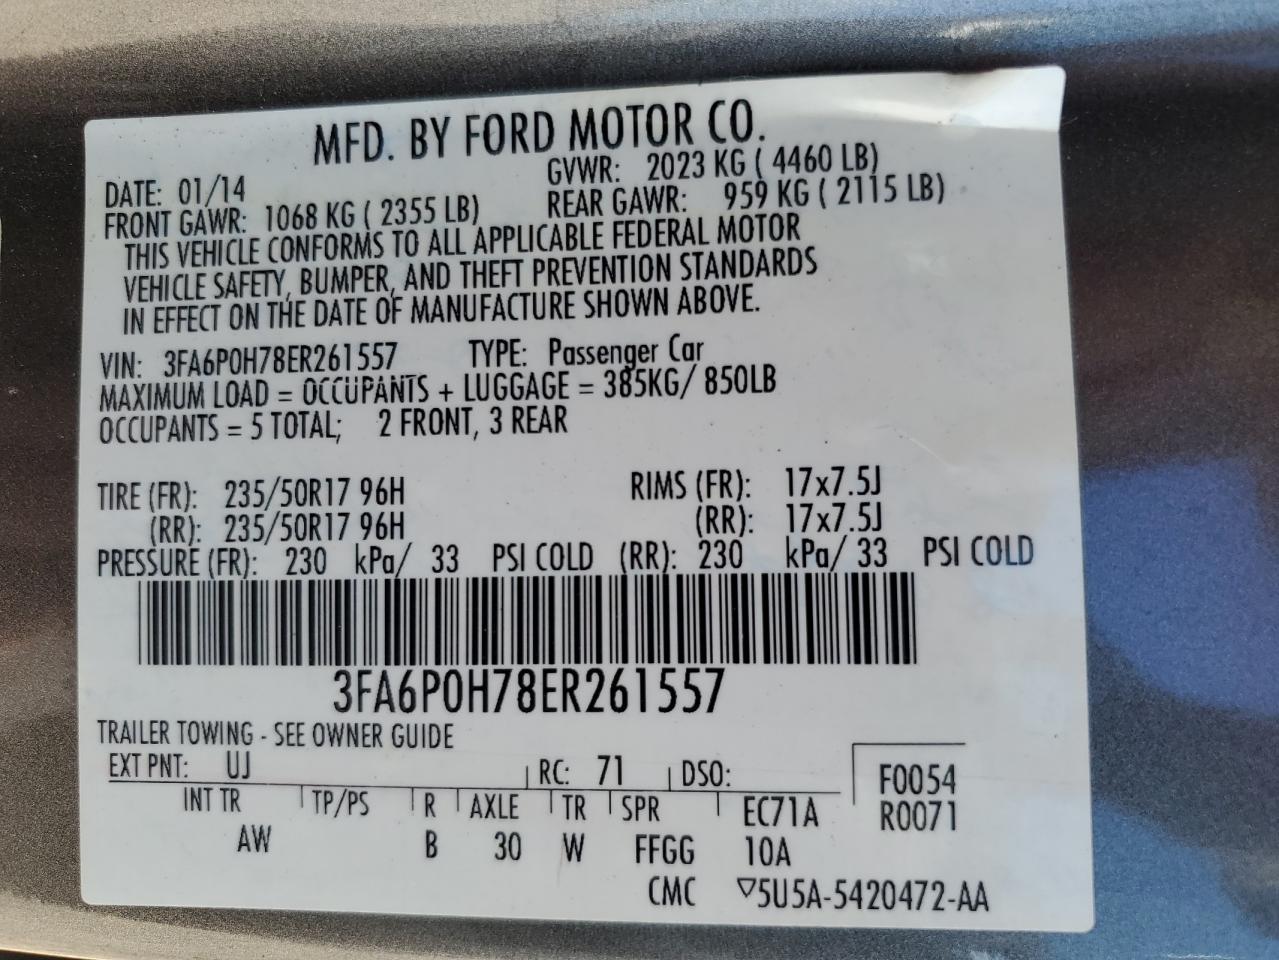 MFD. BY FORD MOTOR CO.
DATE: 01/14 GVWR: 2023 KG ( 4460 LB)
FRONT GAWR: 1068 KG ( 2355 LB) REAR GAWR: 959 KG ( 2115 LB)
THIS VEHICLE CONFORMS TO ALL APPLICABLE FEDERAL MOTOR
VEHICLE SAFETY, BUMPER, AND THEFT PREVENTION STANDARDS
IN EFFECT ON THE DATE OF MANUFACTURE SHOWN ABOVE.
VIN: 3FA6P0H78ER261557 TYPE: Passenger Car
MAXIMUM LOAD = OCCUPANTS + LUGGAGE = 385KG/ 850LB
OCCUPANTS = 5 TOTAL; 2 FRONT, 3 REAR
TIRE (FR): 235/50R17 96H RIMS (FR): 17x7.5J
(RR): 235/50R17 96H (RR): 17x7.5J
PRESSURE (FR): 230 kPa/ 33 PSI COLD (RR): 230 kPa/ 33 PSI COLD
3FA6P0H78ER261557
TRAILER TOWING - SEE OWNER GUIDE
EXT PNT: UJ RC: 71 DSO: F0054
INT TR TP/PS R AXLE TR SPR EC71A R0071
AW B 30 W FFGG 10A
CMC ▽5U5A-5420472-AA